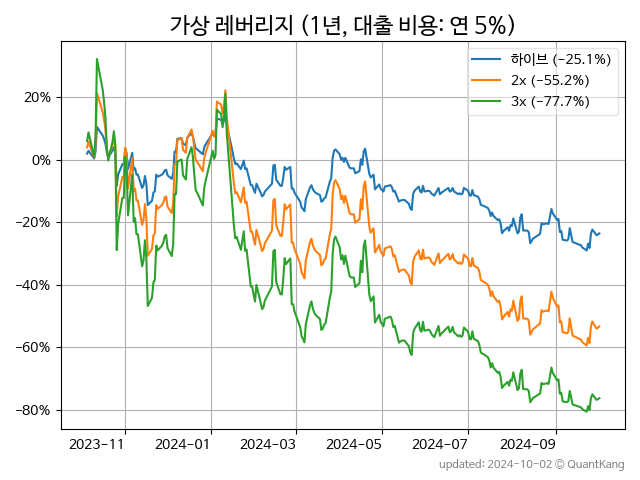 가상 레버리지 (1년, 대출 비용: 연 5%)
하이브 (-25.1%)
2x (-55.2%)
3x (-77.7%)
20%
0%
-20%
-40%
-60%
-80%
2023-11
2024-01
2024-03
2024-05
2024-07
2024-09
updated: 2024-10-02 © QuantKang